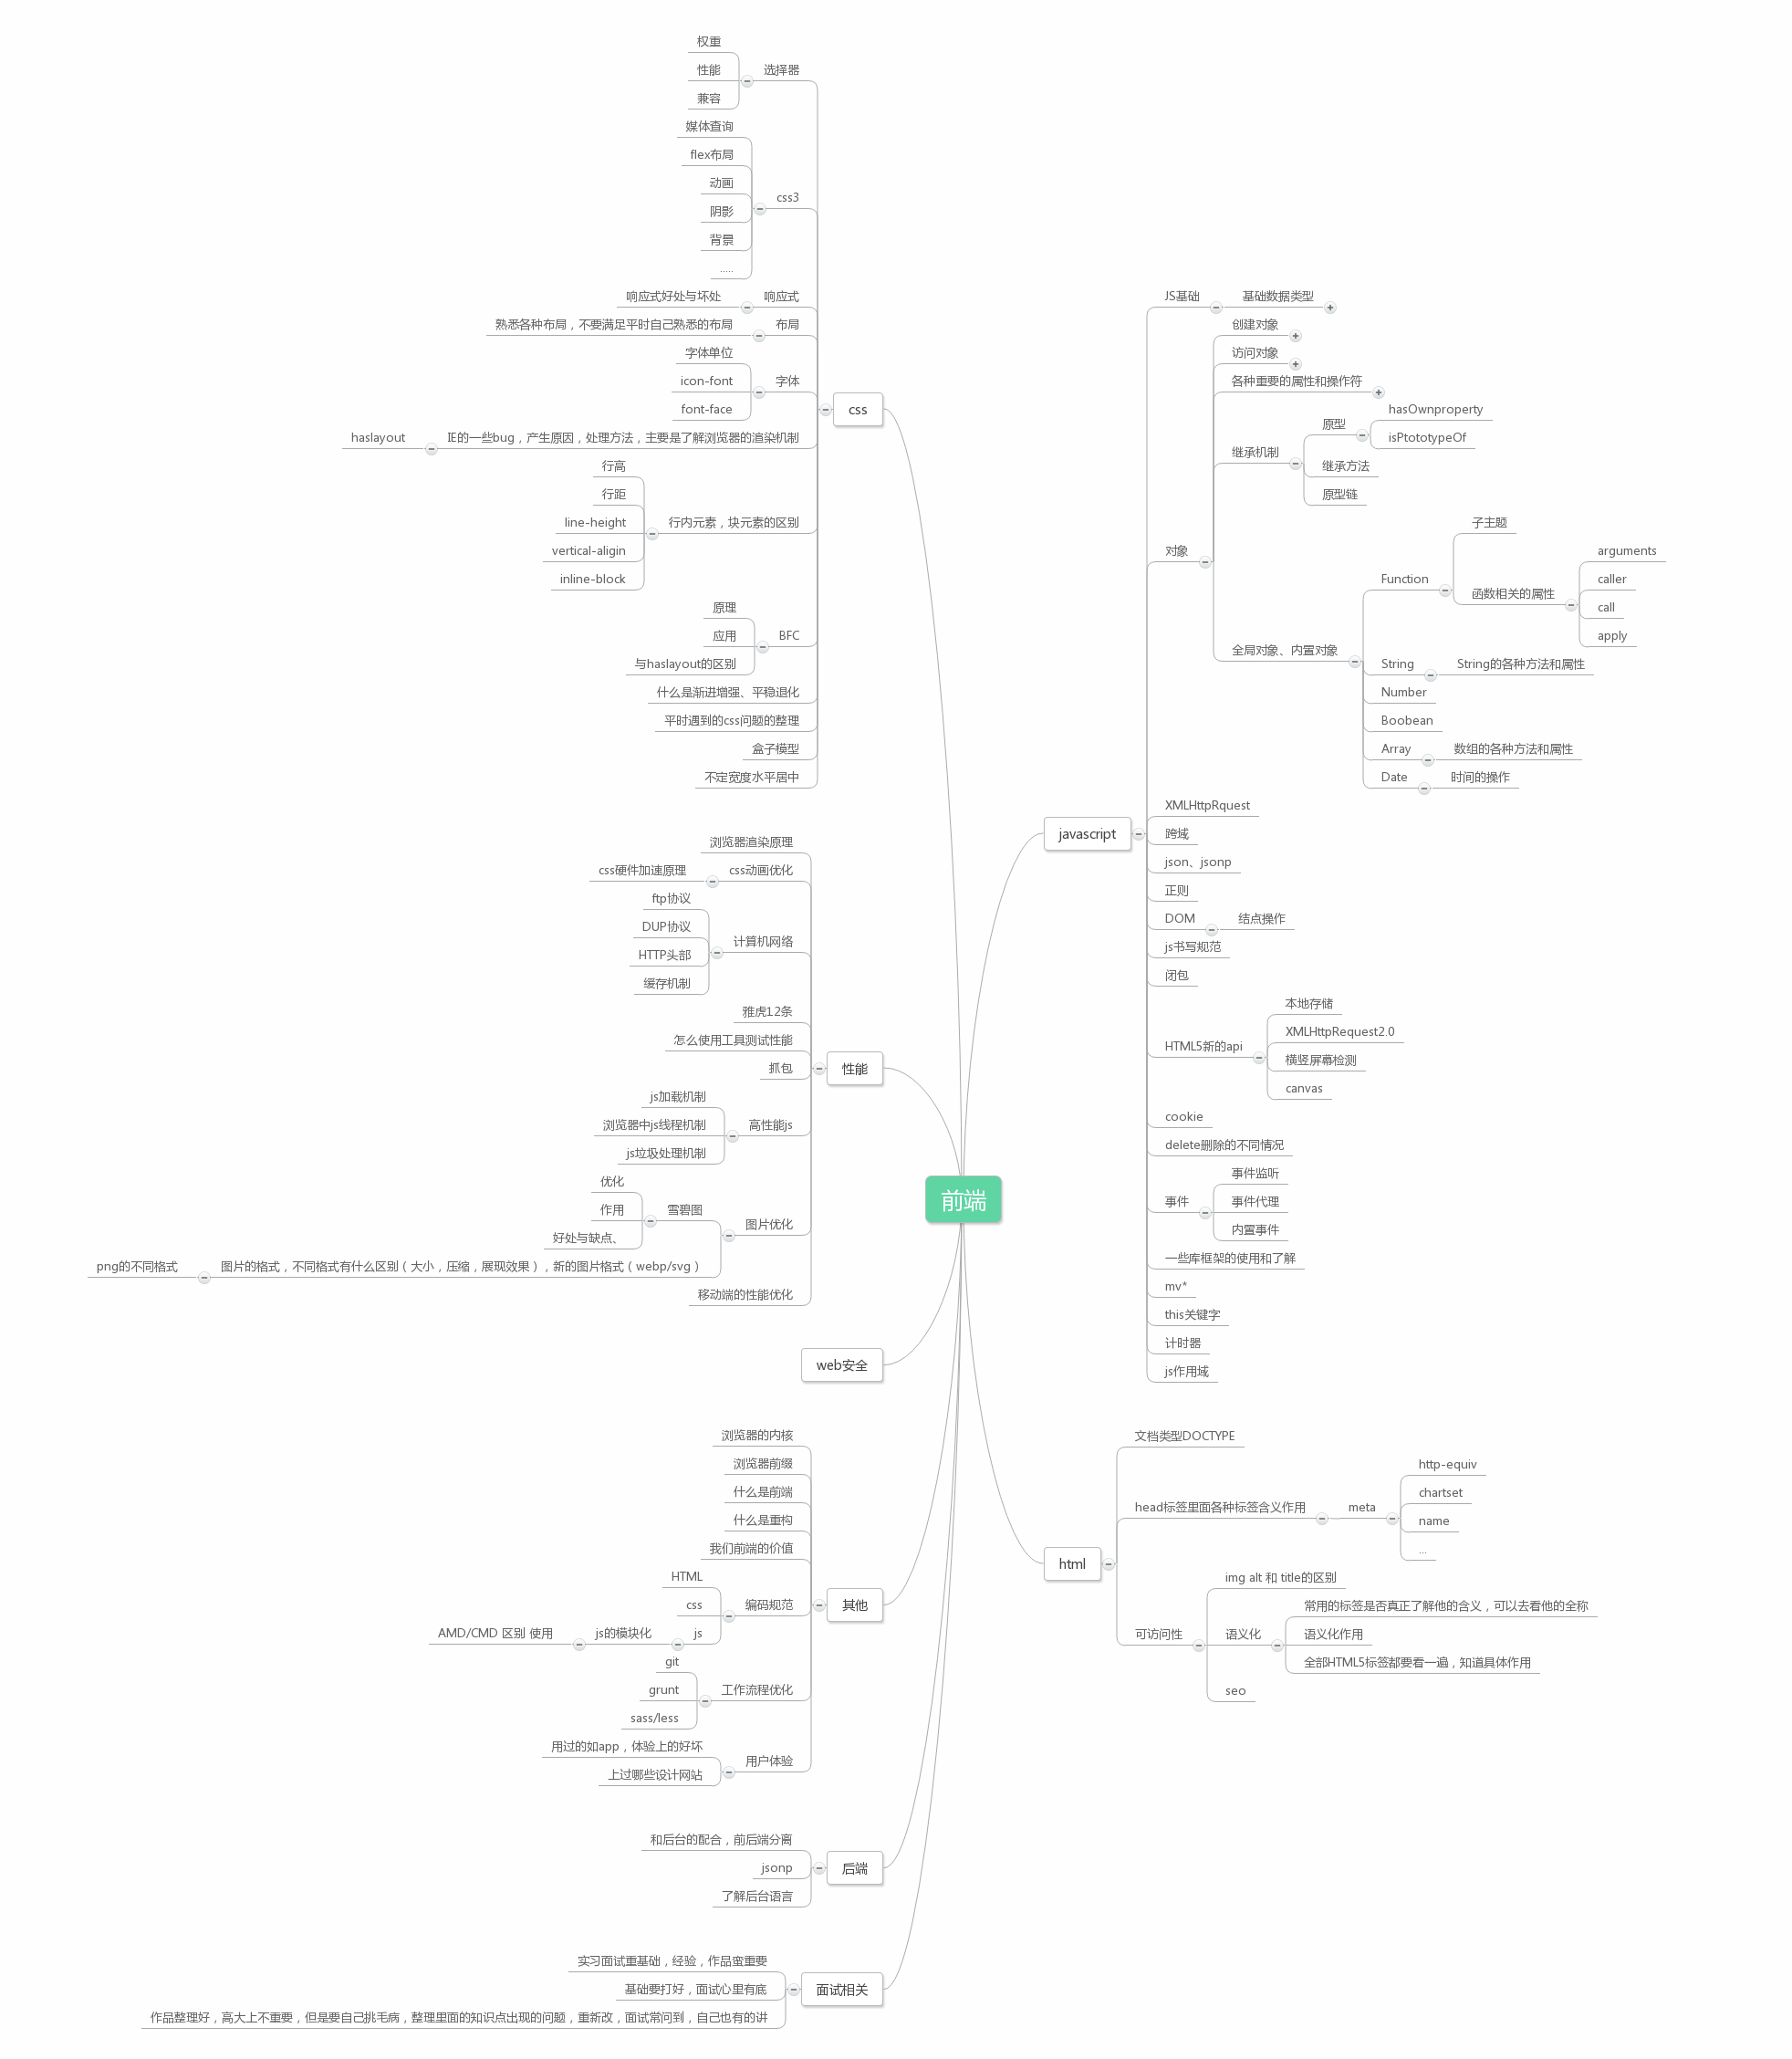 前端
css
选择器
权重
性能
兼容
css3
媒体查询
flex布局
动画
阴影
背景
.....
响应式
响应式好处与坏处
布局
熟悉各种布局，不要满足平时自己熟悉的布局
字体
字体单位
icon-font
font-face
IE的一些bug，产生原因，处理方法，主要是了解浏览器的渲染机制
haslayout
行内元素，块元素的区别
行高
行距
line-height
vertical-aligin
inline-block
BFC
原理
应用
与haslayout的区别
什么是渐进增强、平稳退化
平时遇到的css问题的整理
盒子模型
不定宽度水平居中
性能
浏览器渲染原理
css动画优化
css硬件加速原理
计算机网络
ftp协议
DUP协议
HTTP头部
缓存机制
雅虎12条
怎么使用工具测试性能
抓包
高性能js
js加载机制
浏览器中js线程机制
js垃圾处理机制
图片优化
雪碧图
优化
作用
好处与缺点、
图片的格式，不同格式有什么区别（大小，压缩，展现效果），新的图片格式（webp/svg）
png的不同格式
移动端的性能优化
web安全
其他
浏览器的内核
浏览器前缀
什么是前端
什么是重构
我们前端的价值
编码规范
HTML
css
js
js的模块化
AMD/CMD 区别 使用
工作流程优化
git
grunt
sass/less
用户体验
用过的如app，体验上的好坏
上过哪些设计网站
后端
和后台的配合，前后端分离
jsonp
了解后台语言
面试相关
实习面试重基础，经验，作品蛮重要
基础要打好，面试心里有底
作品整理好，高大上不重要，但是要自己挑毛病，整理里面的知识点出现的问题，重新改，面试常问到，自己也有的讲
javascript
JS基础
基础数据类型
对象
创建对象
访问对象
各种重要的属性和操作符
继承机制
原型
hasOwnproperty
isPtototypeOf
继承方法
原型链
全局对象、内置对象
Function
子主题
函数相关的属性
arguments
caller
call
apply
String
String的各种方法和属性
Number
Boobean
Array
数组的各种方法和属性
Date
时间的操作
XMLHttpRquest
跨域
json、jsonp
正则
DOM
结点操作
js书写规范
闭包
HTML5新的api
本地存储
XMLHttpRequest2.0
横竖屏幕检测
canvas
cookie
delete删除的不同情况
事件
事件监听
事件代理
内置事件
一些库框架的使用和了解
mv*
this关键字
计时器
js作用域
html
文档类型DOCTYPE
head标签里面各种标签含义作用
meta
http-equiv
chartset
name
...
可访问性
img alt 和 title的区别
语义化
常用的标签是否真正了解他的含义，可以去看他的全称
语义化作用
全部HTML5标签都要看一遍，知道具体作用
seo